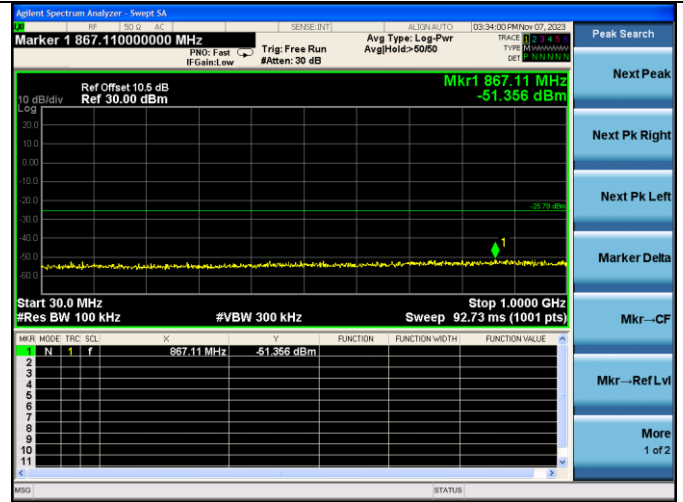 Agilent Spectrum Analyzer - Swept SA
RF 50 Ω AC SENSE:INT ALIGN AUTO 03:34:00 PM Nov 07, 2023
Marker 1 867.110000000 MHz
PNO: Fast
IFGain:Low
Trig: Free Run
#Atten: 30 dB
Avg Type: Log-Pwr
Avg|Hold>50/50
TRACE 1 2 3 4 5 6
TYPE M
DET P N N N N N
Peak Search
Mkr1 867.11 MHz
-51.356 dBm
Ref Offset 10.5 dB
Ref 30.00 dBm
10 dB/div
Log
20.0
10.0
0.00
-10.0
-20.0
-30.0
-40.0
-50.0
-60.0
-25.78 dBm
1
Start 30.0 MHz
#Res BW 100 kHz
#VBW 300 kHz
Stop 1.0000 GHz
Sweep 92.73 ms (1001 pts)
MKR MODE TRC SCL X Y FUNCTION FUNCTION WIDTH FUNCTION VALUE
1 N 1 f 867.11 MHz -51.356 dBm
2
3
4
5
6
7
8
9
10
11
MSG STATUS
Next Peak
Next Pk Right
Next Pk Left
Marker Delta
Mkr→CF
Mkr→Ref Lvl
More
1 of 2